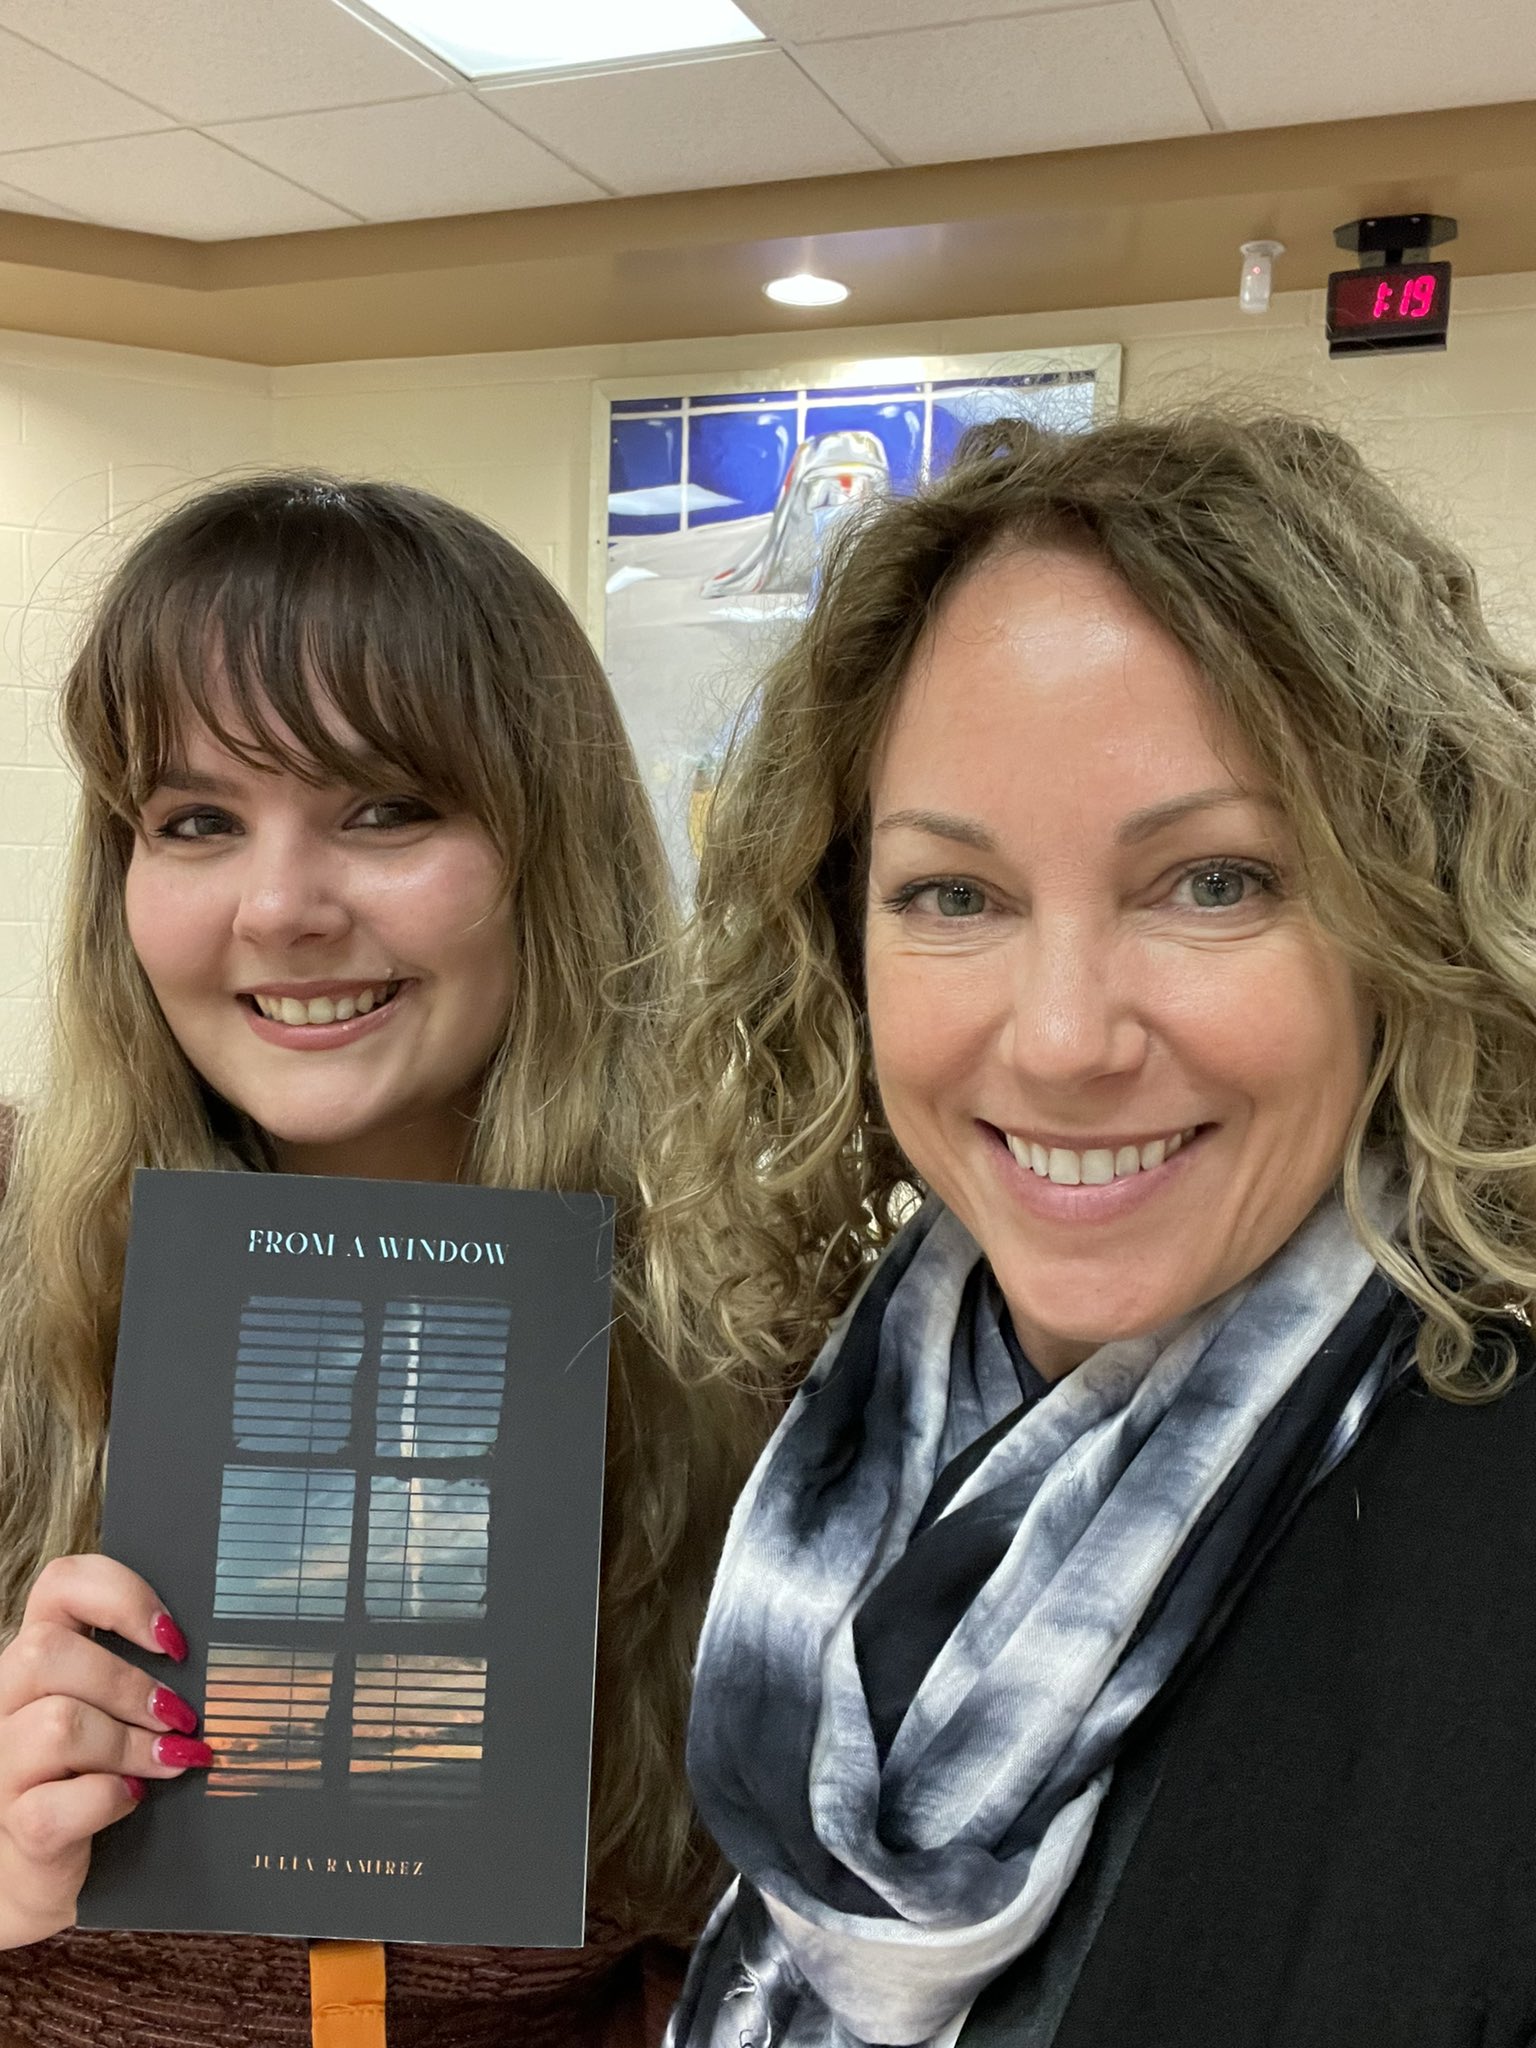 1:19
FROM A WINDOW
JULIA RAMIREZ